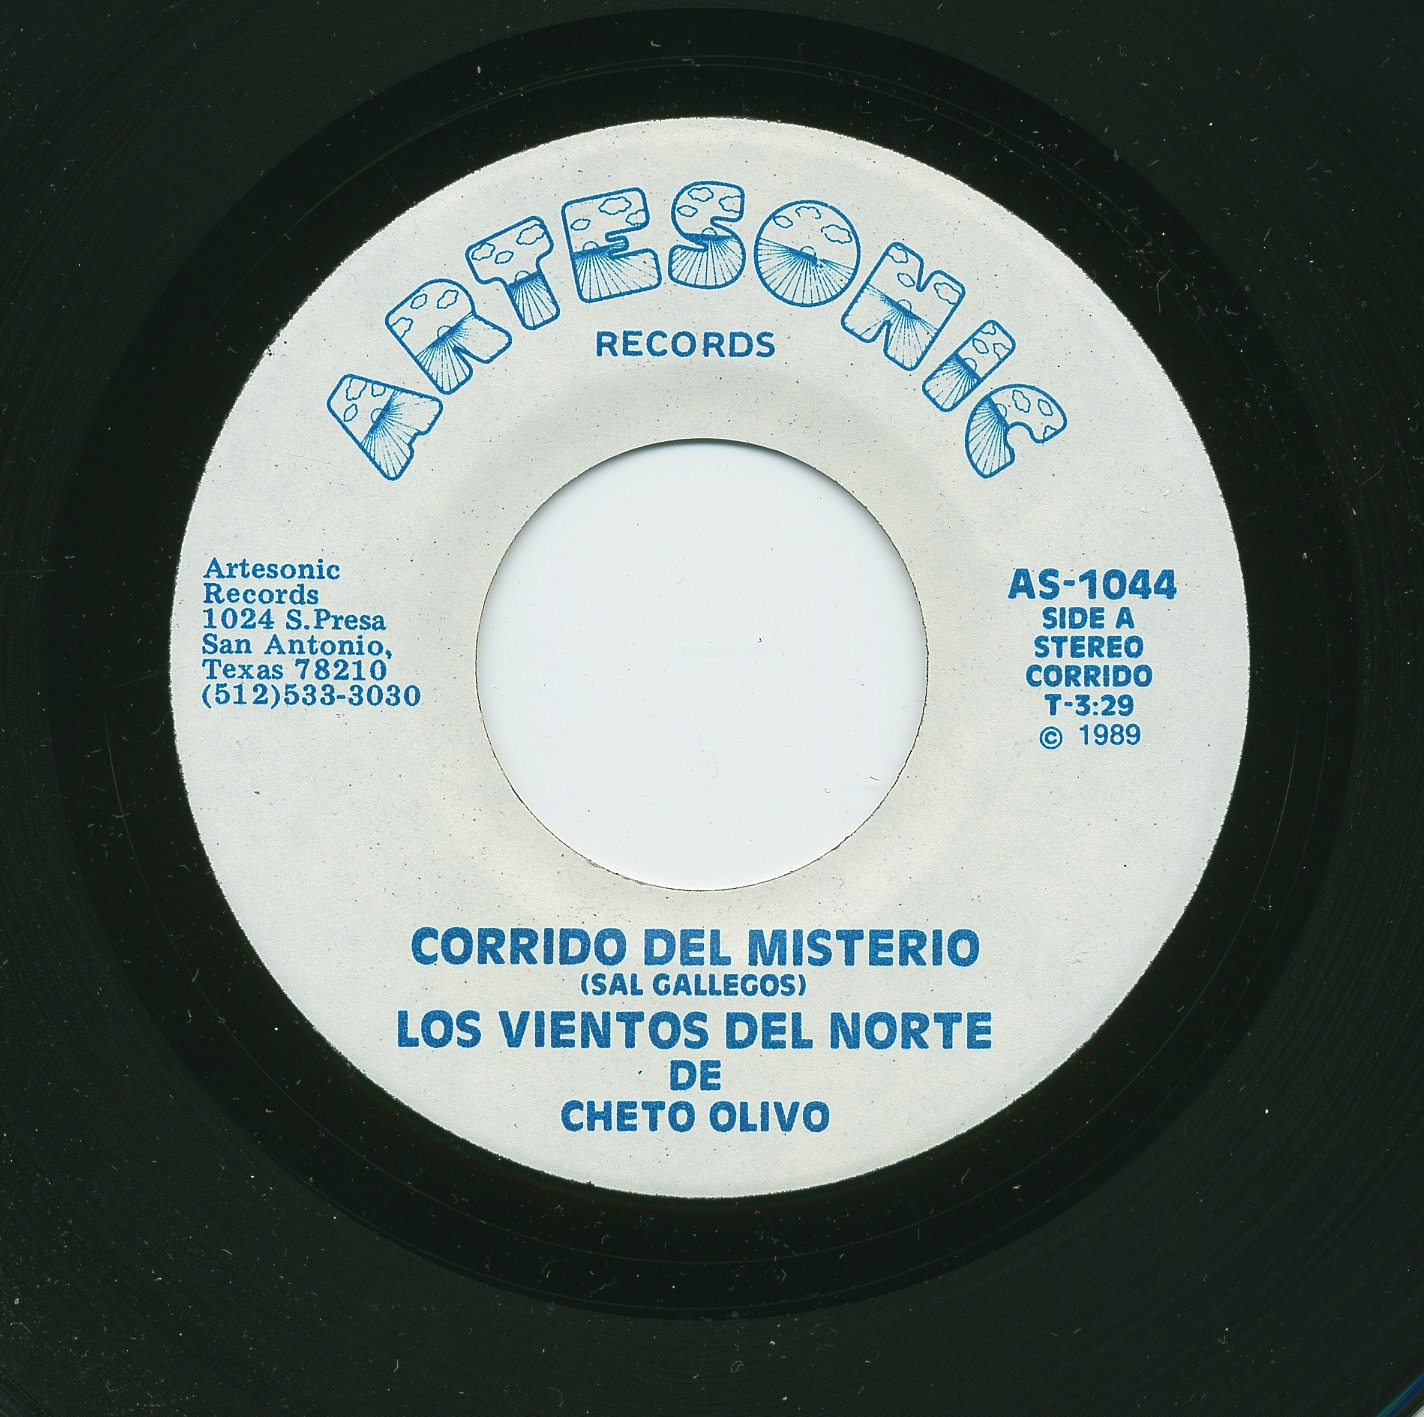 ARTESONIC
RECORDS
Artesonic
Records
1024 S.Presa
San Antonio,
Texas 78210
(512)533-3030
AS-1044
SIDE A
STEREO
CORRIDO
T-3:29
© 1989
CORRIDO DEL MISTERIO
(SAL GALLEGOS)
LOS VIENTOS DEL NORTE
DE
CHETO OLIVO